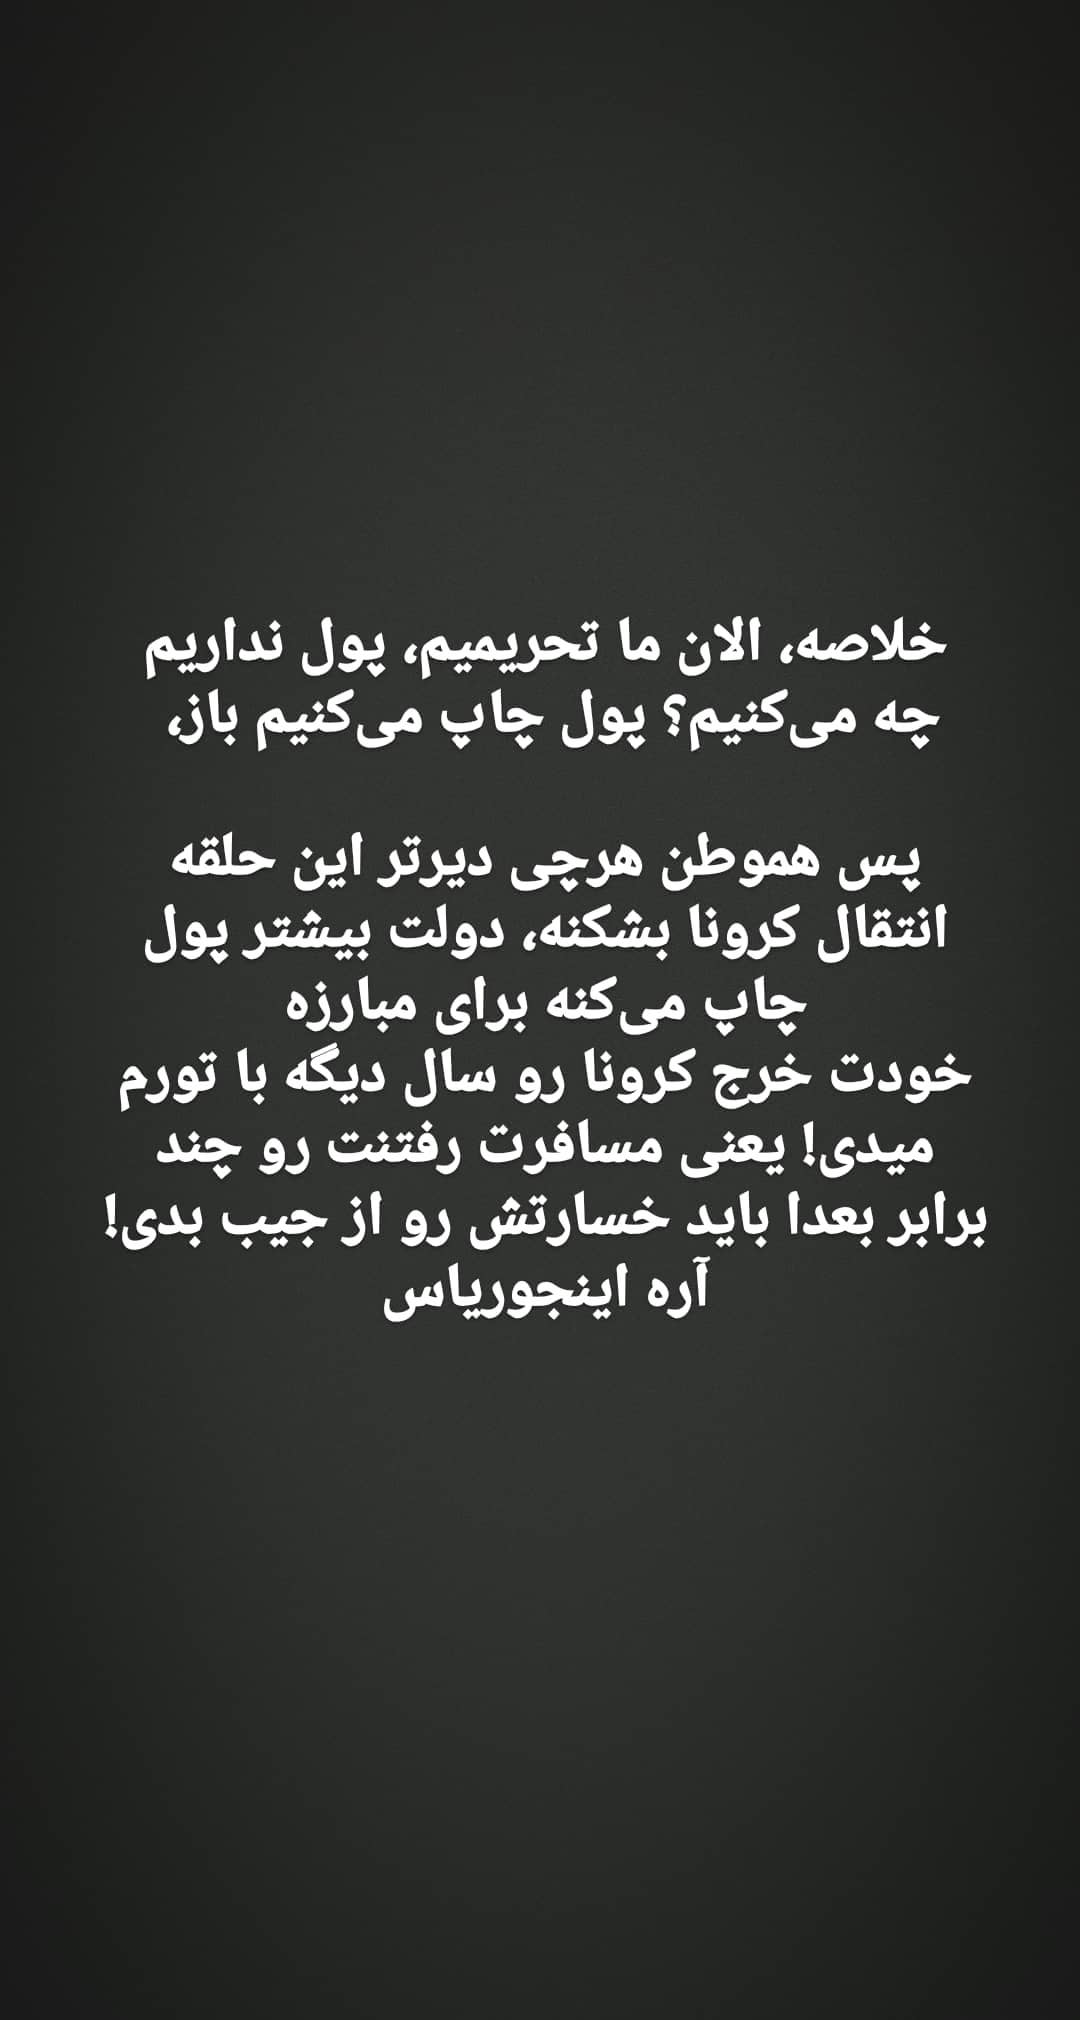 خلاصه، الان ما تحریمیم، پول نداریم
چه می‌کنیم؟ پول چاپ می‌کنیم باز،
پس هموطن هرچی دیرتر این حلقه
انتقال کرونا بشکنه، دولت بیشتر پول
چاپ می‌کنه برای مبارزه
خودت خرج کرونا رو سال دیگه با تورم
میدی! یعنی مسافرت رفتنت رو چند
برابر بعدا باید خسارتش رو از جیب بدی!
آره اینجوریاس